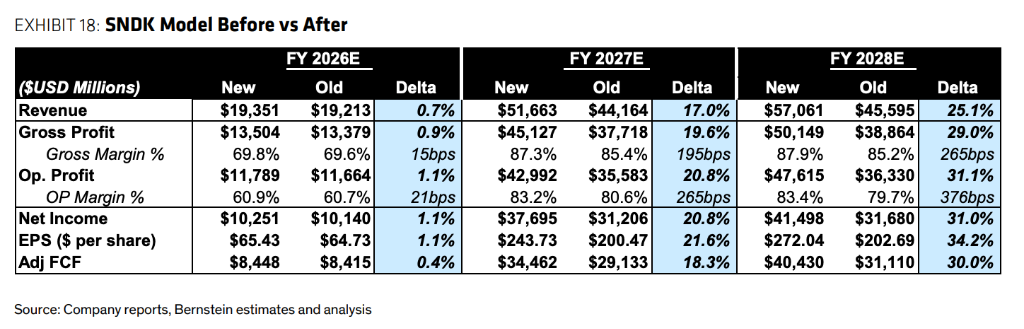 EXHIBIT 18: SNDK Model Before vs After
FY 2026E FY 2027E FY 2028E
($USD Millions) New Old Delta New Old Delta New Old Delta
Revenue $19,351 $19,213 0.7% $51,663 $44,164 17.0% $57,061 $45,595 25.1%
Gross Profit $13,504 $13,379 0.9% $45,127 $37,718 19.6% $50,149 $38,864 29.0%
Gross Margin % 69.8% 69.6% 15bps 87.3% 85.4% 195bps 87.9% 85.2% 265bps
Op. Profit $11,789 $11,664 1.1% $42,992 $35,583 20.8% $47,615 $36,330 31.1%
OP Margin % 60.9% 60.7% 21bps 83.2% 80.6% 265bps 83.4% 79.7% 376bps
Net Income $10,251 $10,140 1.1% $37,695 $31,206 20.8% $41,498 $31,680 31.0%
EPS ($ per share) $65.43 $64.73 1.1% $243.73 $200.47 21.6% $272.04 $202.69 34.2%
Adj FCF $8,448 $8,415 0.4% $34,462 $29,133 18.3% $40,430 $31,110 30.0%
Source: Company reports, Bernstein estimates and analysis